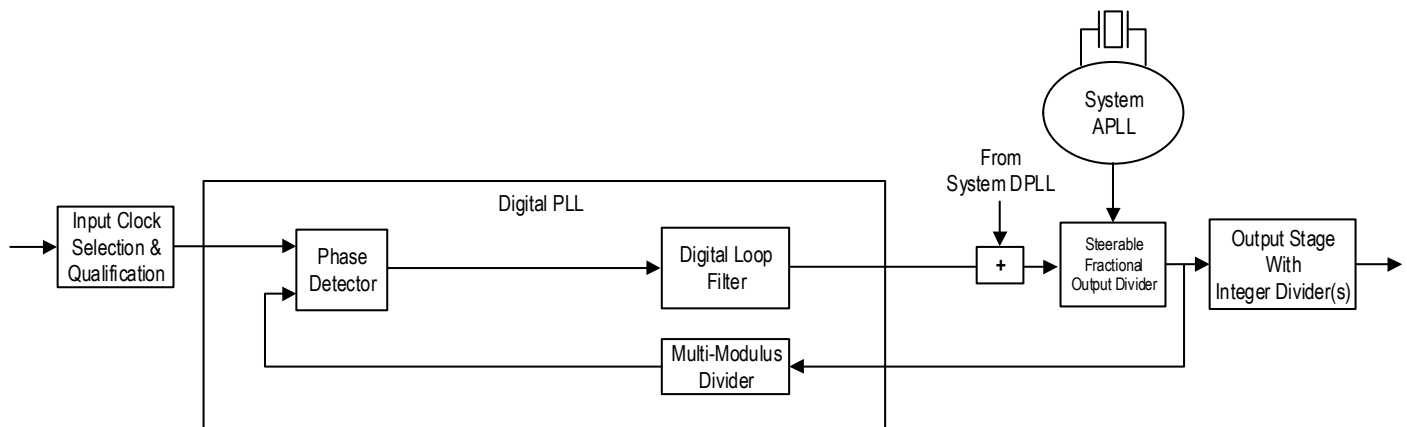 System
APLL
From
System DPLL
Digital PLL
Input Clock
Selection &
Qualification
Phase
Detector
Digital Loop
Filter
+
Steerable
Fractional
Output Divider
Output Stage
With
Integer Divider(s)
Multi-Modulus
Divider